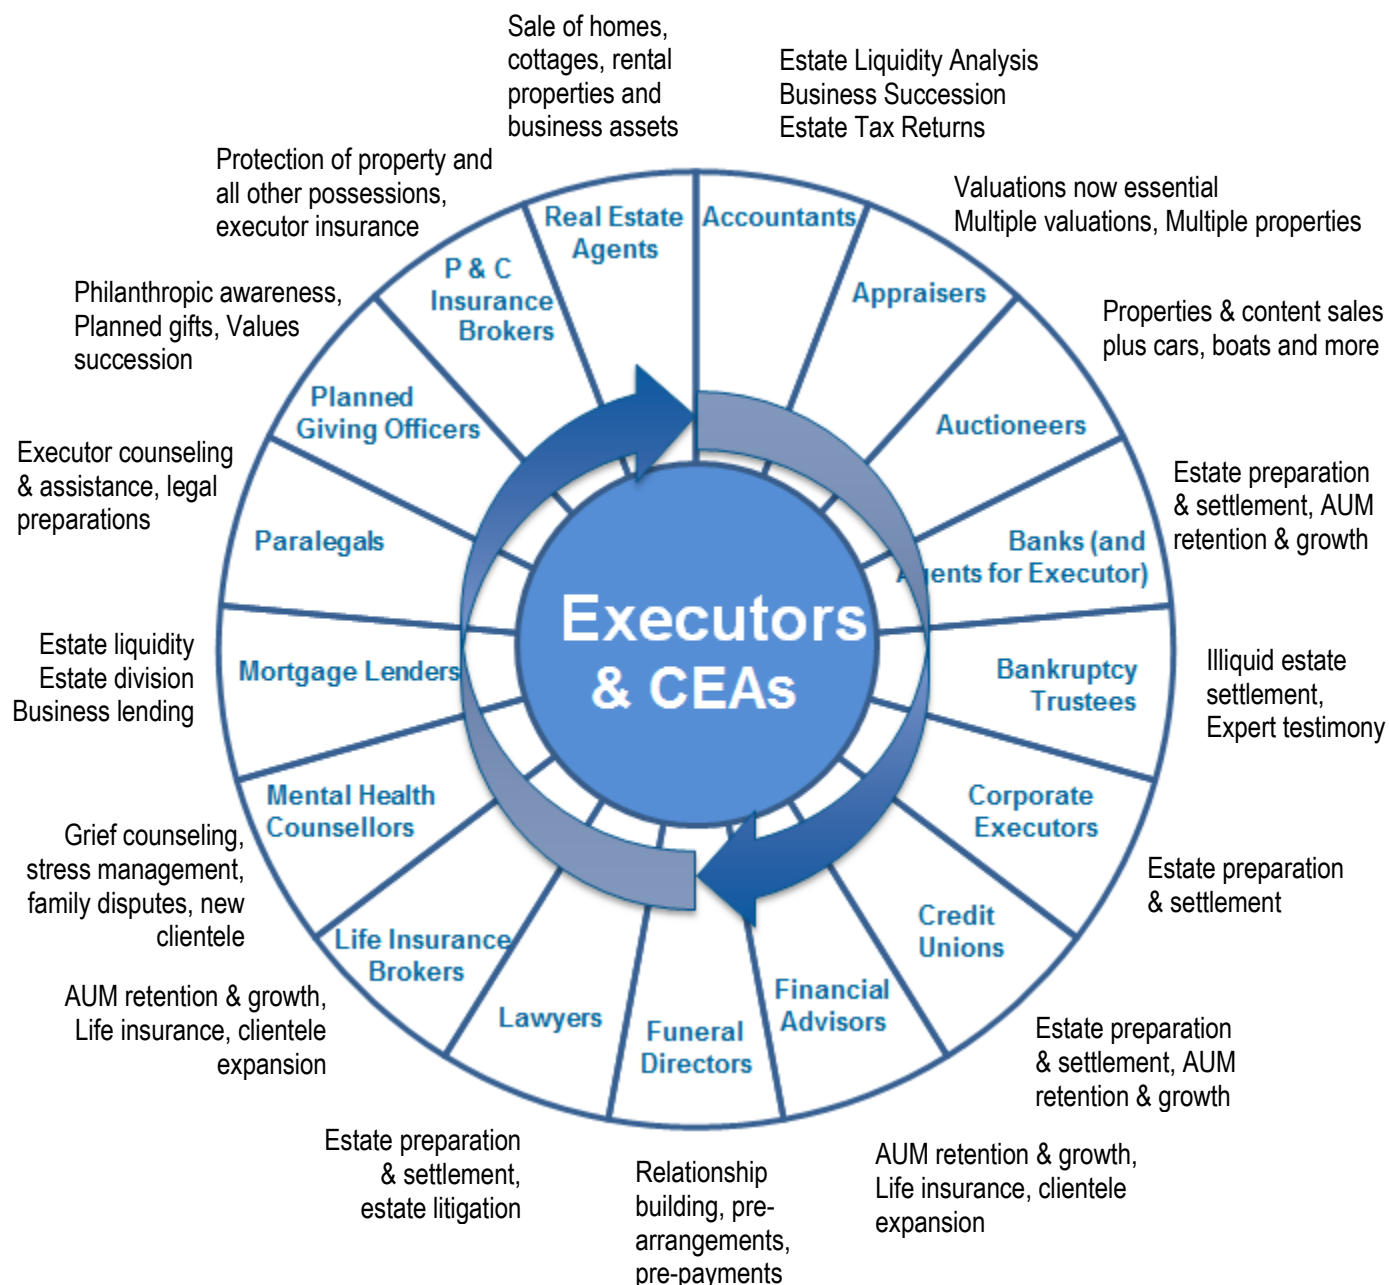 Sale of homes,
cottages, rental
properties and
business assets
Estate Liquidity Analysis
Business Succession
Estate Tax Returns
Protection of property and
all other possessions,
executor insurance
Valuations now essential
Multiple valuations, Multiple properties
Real Estate
Agents
Accountants
P & C
Insurance
Brokers
Appraisers
Philanthropic awareness,
Planned gifts, Values
succession
Properties & content sales
plus cars, boats and more
Planned
Giving Officers
Auctioneers
Executor counseling
& assistance, legal
preparations
Estate preparation
& settlement, AUM
retention & growth
Paralegals
Banks (and
Agents for Executor)
Executors
& CEAs
Estate liquidity
Estate division
Business lending
Mortgage Lenders
Bankruptcy
Trustees
Illiquid estate
settlement,
Expert testimony
Mental Health
Counsellors
Corporate
Executors
Grief counseling,
stress management,
family disputes, new
clientele
Estate preparation
& settlement
Life Insurance
Brokers
Credit
Unions
Lawyers
Funeral
Directors
Financial
Advisors
AUM retention & growth,
Life insurance, clientele
expansion
Estate preparation
& settlement, AUM
retention & growth
Estate preparation
& settlement,
estate litigation
Relationship
building, pre-
arrangements,
pre-payments
AUM retention & growth,
Life insurance, clientele
expansion